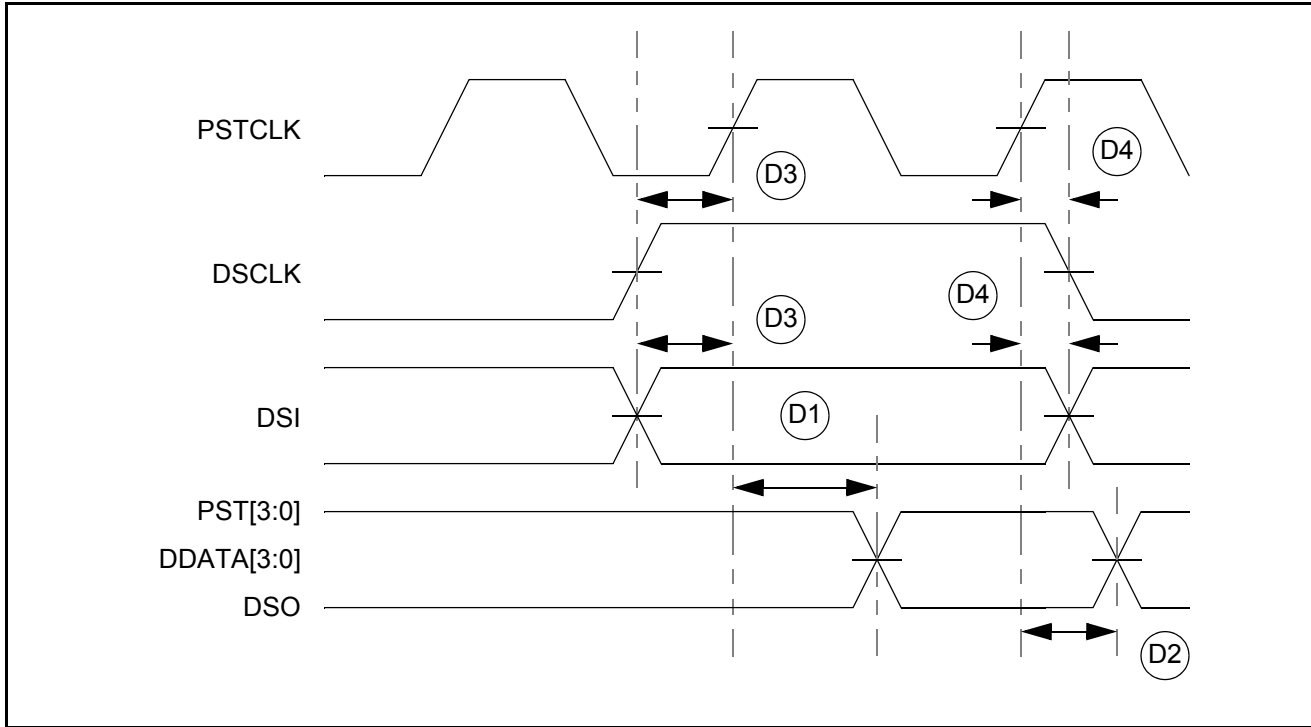 PSTCLK
D4
D3
DSCLK
D4
D3
DSI
D1
PST[3:0]
DDATA[3:0]
DSO
D2